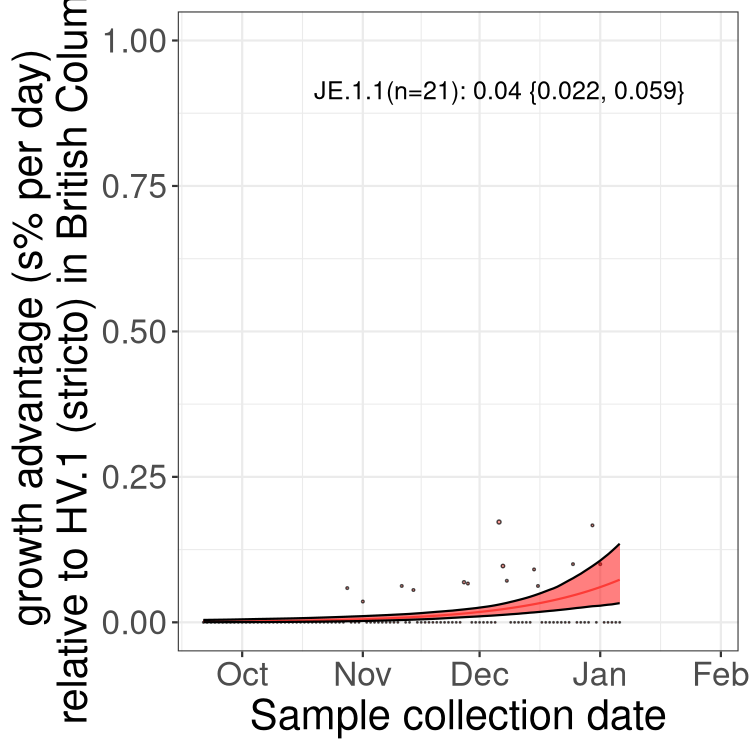 growth advantage (s% per day)
relative to HV.1 (stricto) in British Colum
1.00
0.75
0.50
0.25
0.00
JE.1.1(n=21): 0.04 {0.022, 0.059}
Oct Nov Dec Jan Feb
Sample collection date